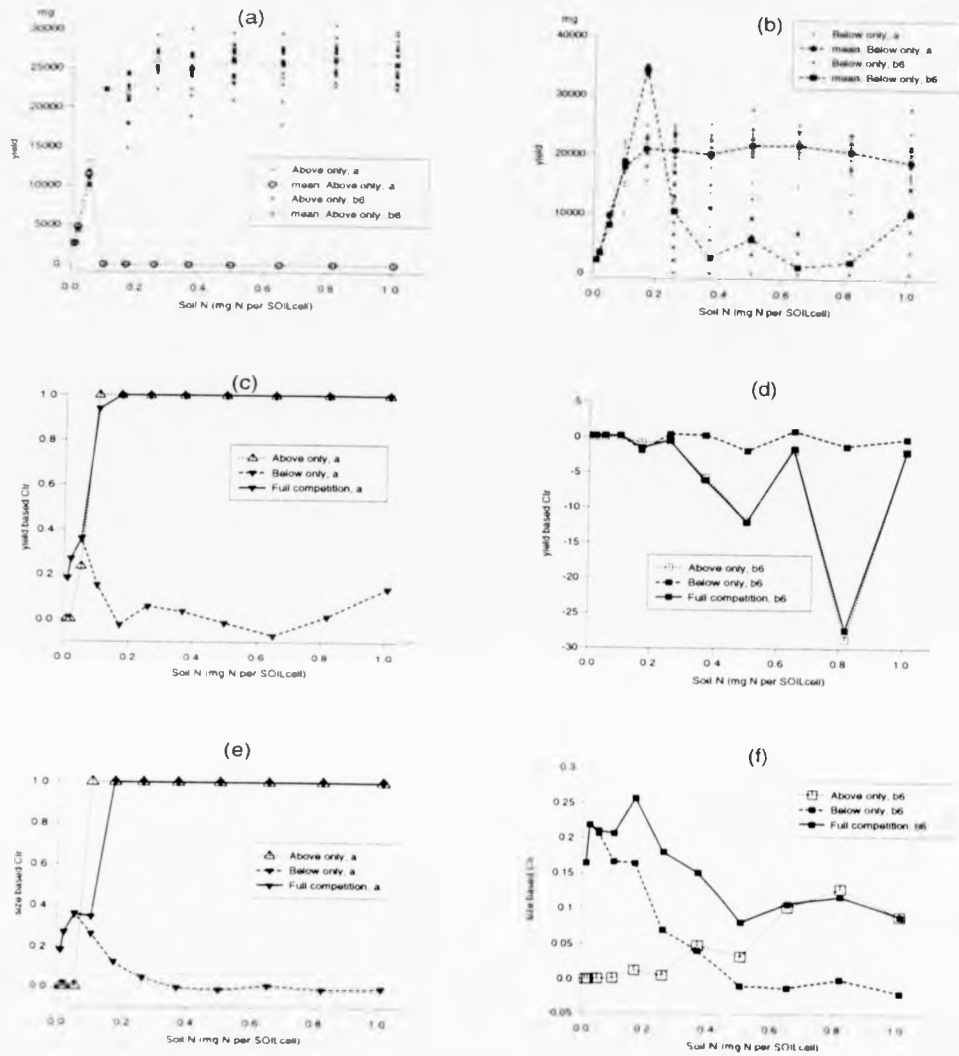 (a)
mg
30000
25000
20000
15000
10000
5000
0
yield
0.0 0.2 0.4 0.6 0.8 1.0
Soil N (mg N per SOILcell)
Above only, a
mean. Above only, a
Above only, b6
mean. Above only, b6
(b)
mg
40000
30000
20000
10000
0
yield
0.0 0.2 0.4 0.6 0.8 1.0
Soil N (mg N per SOILcell)
Below only, a
mean. Below only, a
Below only, b6
mean. Below only, b6
(c)
1.0
0.8
0.6
0.4
0.2
0.0
yield based CIr
0.0 0.2 0.4 0.6 0.8 1.0
Soil N (mg N per SOILcell)
Above only, a
Below only, a
Full competition, a
(d)
5
0
-5
-10
-15
-20
-25
-30
yield based CIr
0.0 0.2 0.4 0.6 0.8 1.0
Soil N (mg N per SOILcell)
Above only, b6
Below only, b6
Full competition, b6
(e)
1.0
0.8
0.6
0.4
0.2
0.0
size based CIr
0.0 0.2 0.4 0.6 0.8 1.0
Soil N (mg N per SOILcell)
Above only, a
Below only, a
Full competition, a
(f)
0.3
0.25
0.2
0.15
0.1
0.05
0.0
-0.05
size based CIr
0.0 0.2 0.4 0.6 0.8 1.0
Soil N (mg N per SOILcell)
Above only, b6
Below only, b6
Full competition, b6